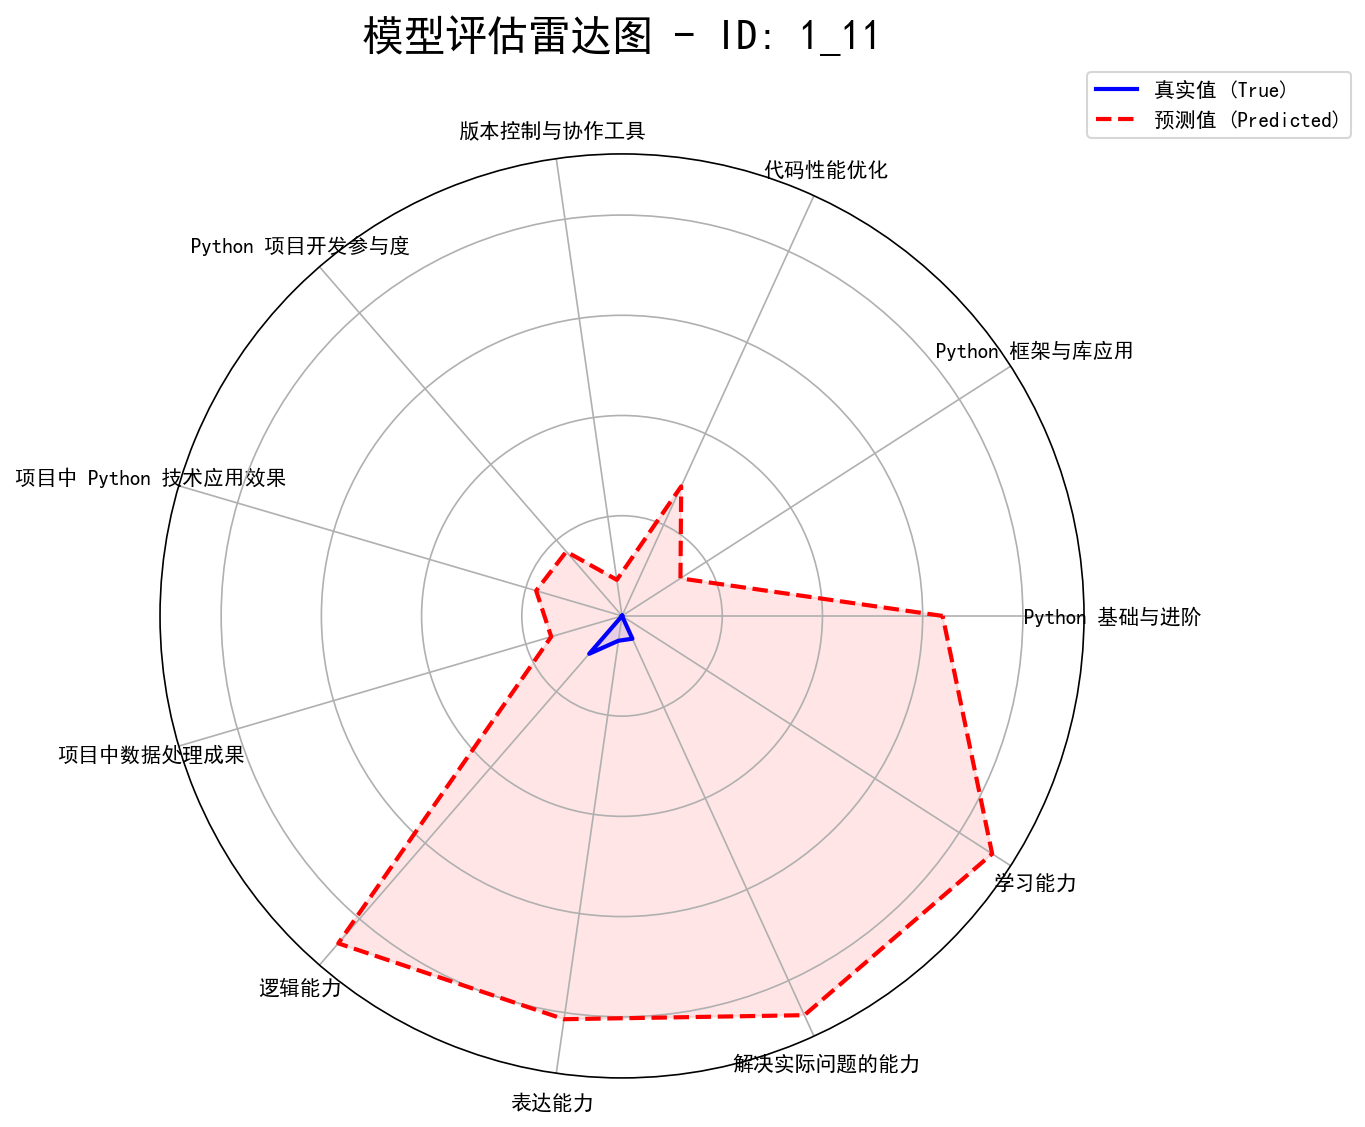 模型评估雷达图 - ID: 1_11
真实值 (True)
预测值 (Predicted)
版本控制与协作工具
代码性能优化
Python 项目开发参与度
Python 框架与库应用
项目中 Python 技术应用效果
Python 基础与进阶
项目中数据处理成果
学习能力
逻辑能力
解决实际问题的能力
表达能力